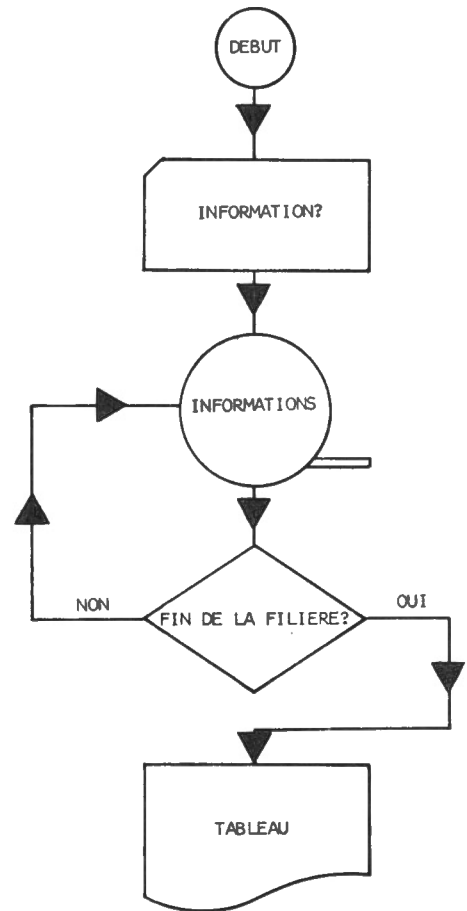 DEBUT
INFORMATION?
INFORMATIONS
NON
OUI
FIN DE LA FILIERE?
TABLEAU